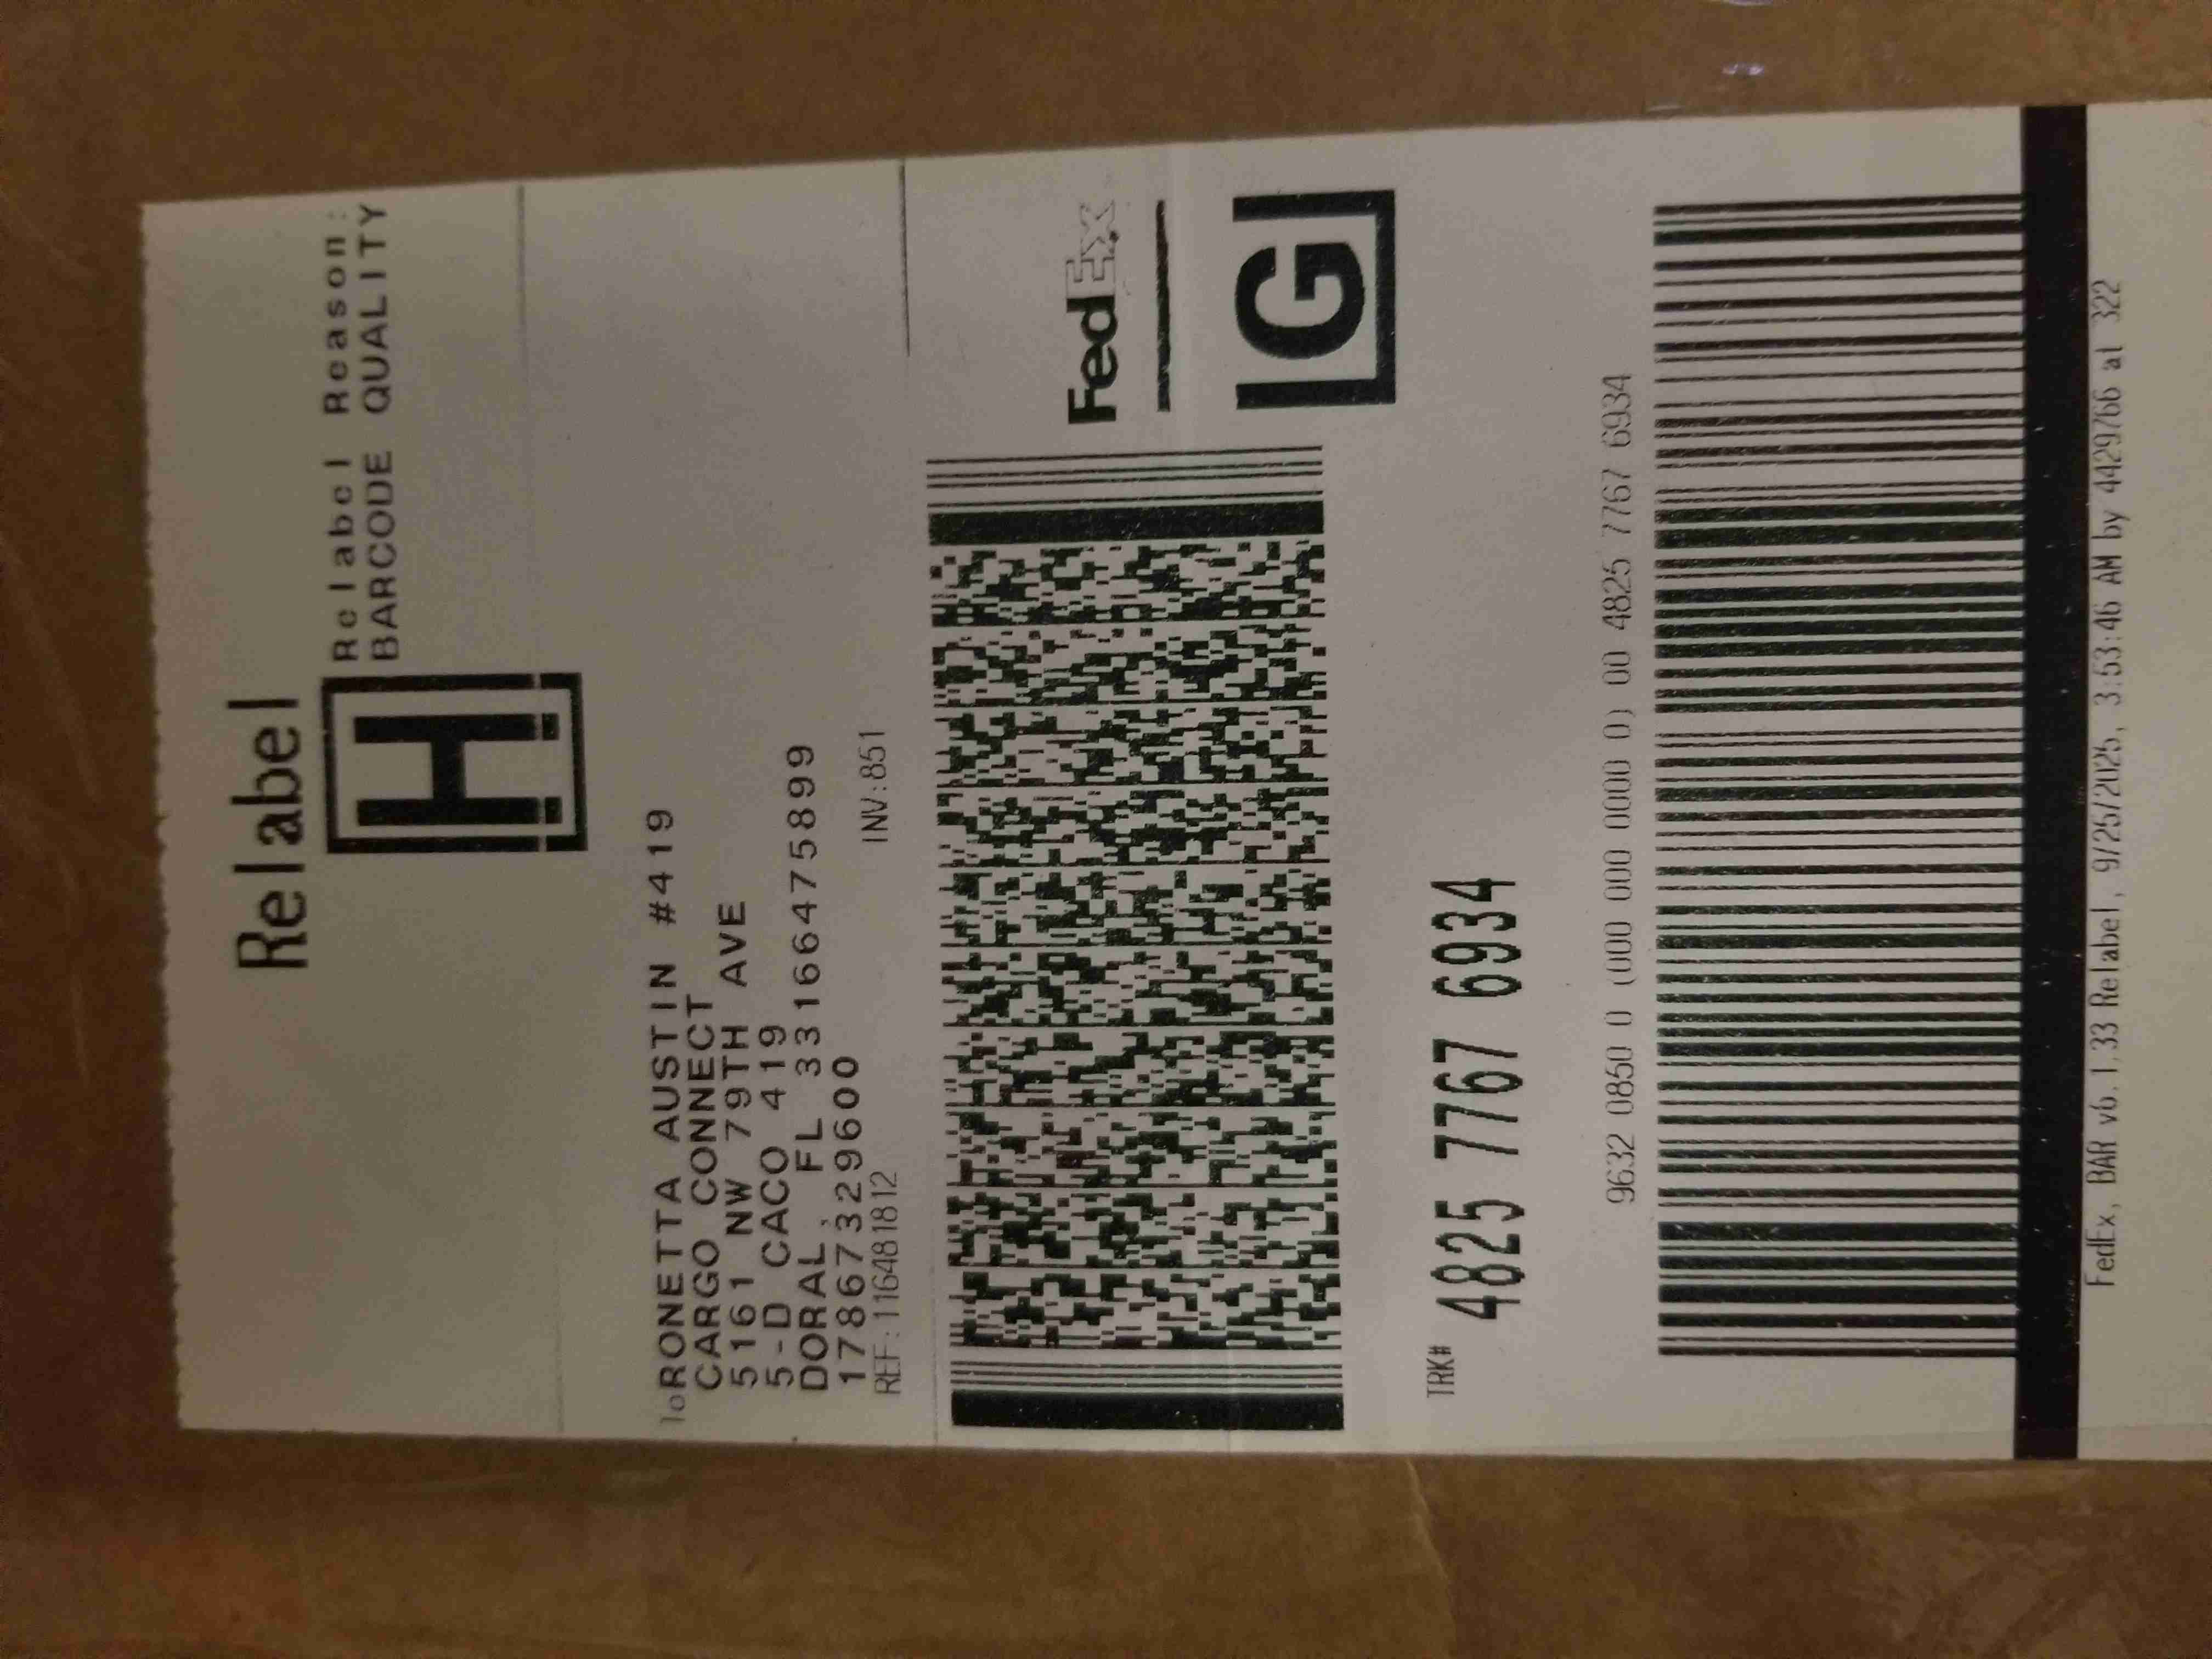 Relabel
H
Relabel Reason:
BARCODE QUALITY
To RONETTA AUSTIN #419
CARGO CONNECT
5161 NW 79TH AVE
5-D CACO 419
DORAL, FL 331664775899
17867329600
REF:116481812 INV:851
FedEx
G
TRK# 4825 7767 6934
9632 0850 0 (000 000 0000 0) 00 4825 7767 6934
FedEx, BAR v6.1.33 Relabel, 9/25/2025, 3:53:46 AM by 4429766 at 322